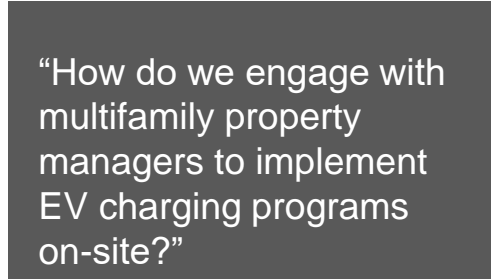 “How do we engage with
multifamily property
managers to implement
EV charging programs
on-site?”